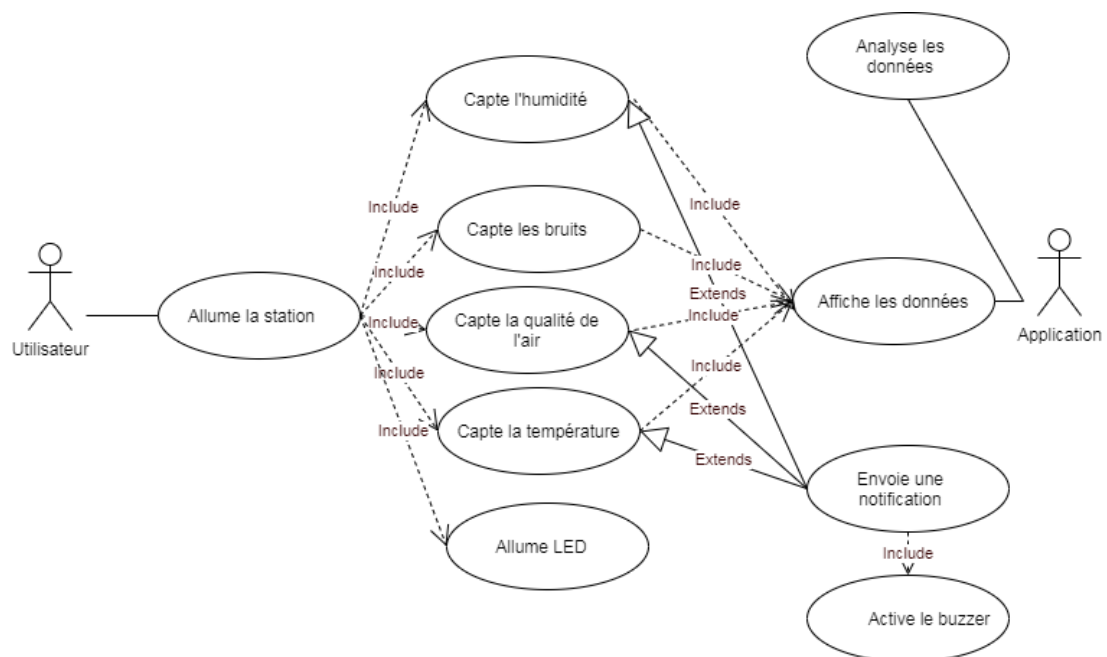 Analyse les
données
Capte l'humidité
Include
Include
Capte les bruits
Include
Include
Utilisateur
Allume la station
Include
Capte la qualité de
l'air
Extends
Include
Affiche les données
Application
Include
Include
Extends
Include
Capte la température
Extends
Envoie une
notification
Allume LED
Include
Active le buzzer